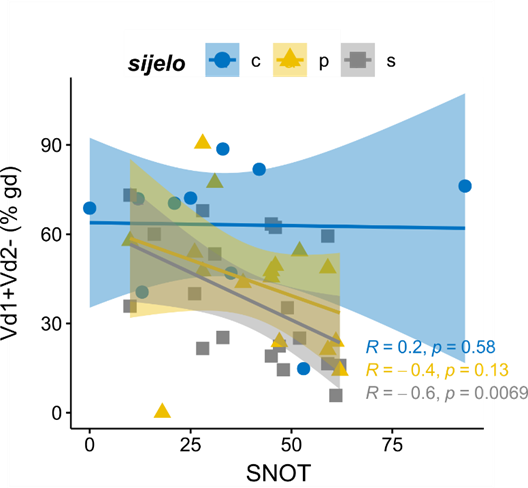 sijelo c p s
Vd1+Vd2- (% gd)
90
60
30
0
R = 0.2, p = 0.58
R = − 0.4, p = 0.13
R = − 0.6, p = 0.0069
0 25 50 75
SNOT